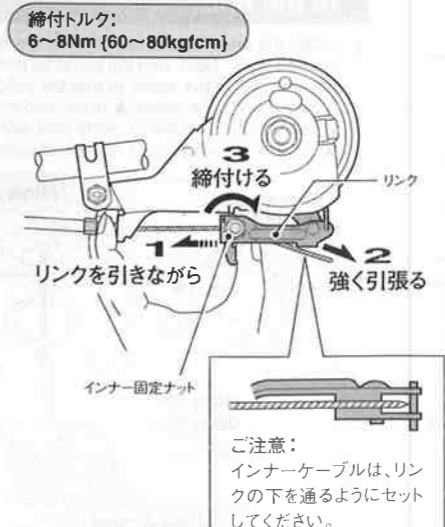 締付トルク:
6〜8Nm {60〜80kgfcm}
3
締付ける
リンク
1
リンクを引きながら
2
強く引張る
インナー固定ナット
ご注意:
インナーケーブルは、リン
クの下を通るようにセット
してください。